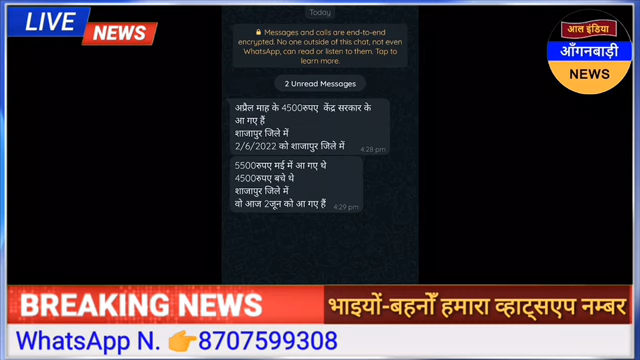 LIVE
NEWS
आल इंडिया
आँगनबाड़ी
NEWS
Today
🔒 Messages and calls are end-to-end
encrypted. No one outside of this chat, not even
WhatsApp, can read or listen to them. Tap to
learn more.
2 Unread Messages
अप्रैल माह के 4500रुपए केंद्र सरकार के
आ गए हैं
शाजापुर जिले में
2/6/2022 को शाजापुर जिले में
4:28 pm
5500रुपए मई में आ गए थे
4500रुपए बचे थे
शाजापुर जिले में
वो आज 2जून को आ गए हैं
4:29 pm
BREAKING NEWS
भाइयों-बहनोँ हमारा व्हाट्सएप नम्बर
WhatsApp N. 👉8707599308